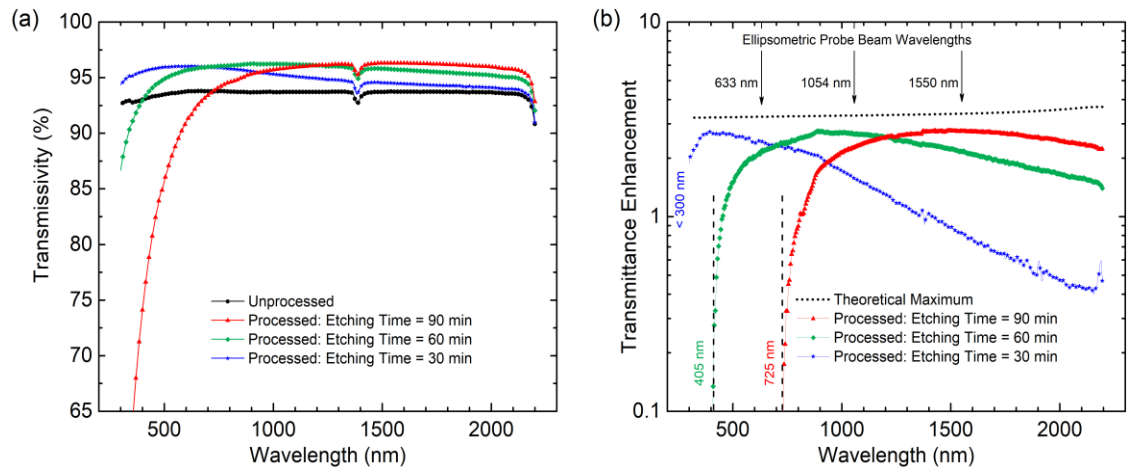 (a)
100
95
90
85
80
75
70
65
Transmissivity (%)
Unprocessed
Processed: Etching Time = 90 min
Processed: Etching Time = 60 min
Processed: Etching Time = 30 min
500
1000
1500
2000
Wavelength (nm)
(b)
10
1
0.1
Transmittance Enhancement
Ellipsometric Probe Beam Wavelengths
633 nm
1054 nm
1550 nm
< 300 nm
405 nm
725 nm
Theoretical Maximum
Processed: Etching Time = 90 min
Processed: Etching Time = 60 min
Processed: Etching Time = 30 min
500
1000
1500
2000
Wavelength (nm)